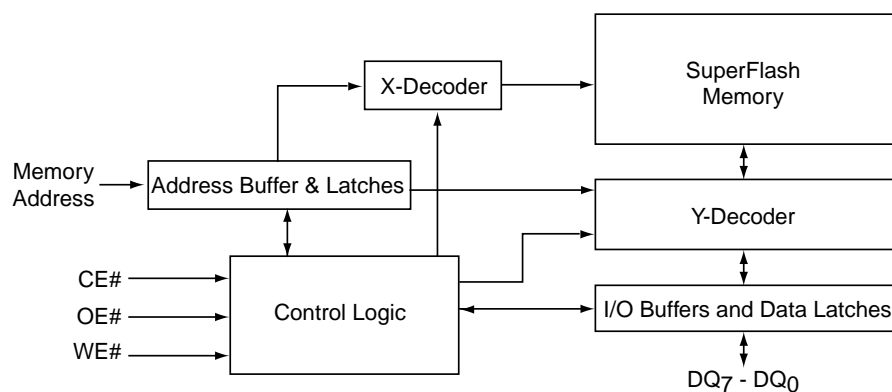 SuperFlash
Memory
X-Decoder
Memory
Address
Address Buffer & Latches
Y-Decoder
CE#
OE#
WE#
Control Logic
I/O Buffers and Data Latches
DQ7 - DQ0